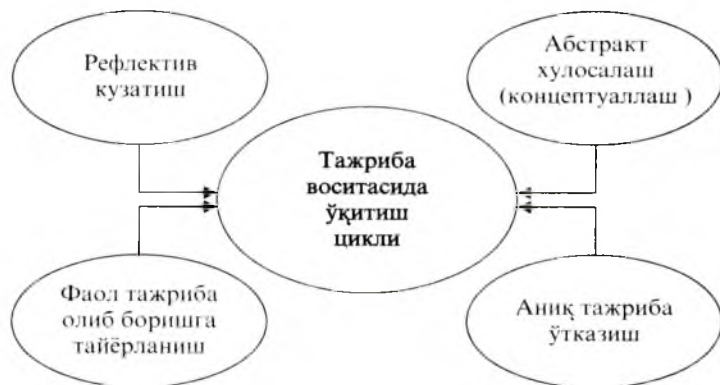 Рефлектив
кузатиш
Абстракт
хулосалаш
(концептуаллаш )
Тажриба
воситасида
ўқитиш
цикли
Фаол тажриба
олиб боришга
тайёрланиш
Аниқ тажриба
ўтказиш